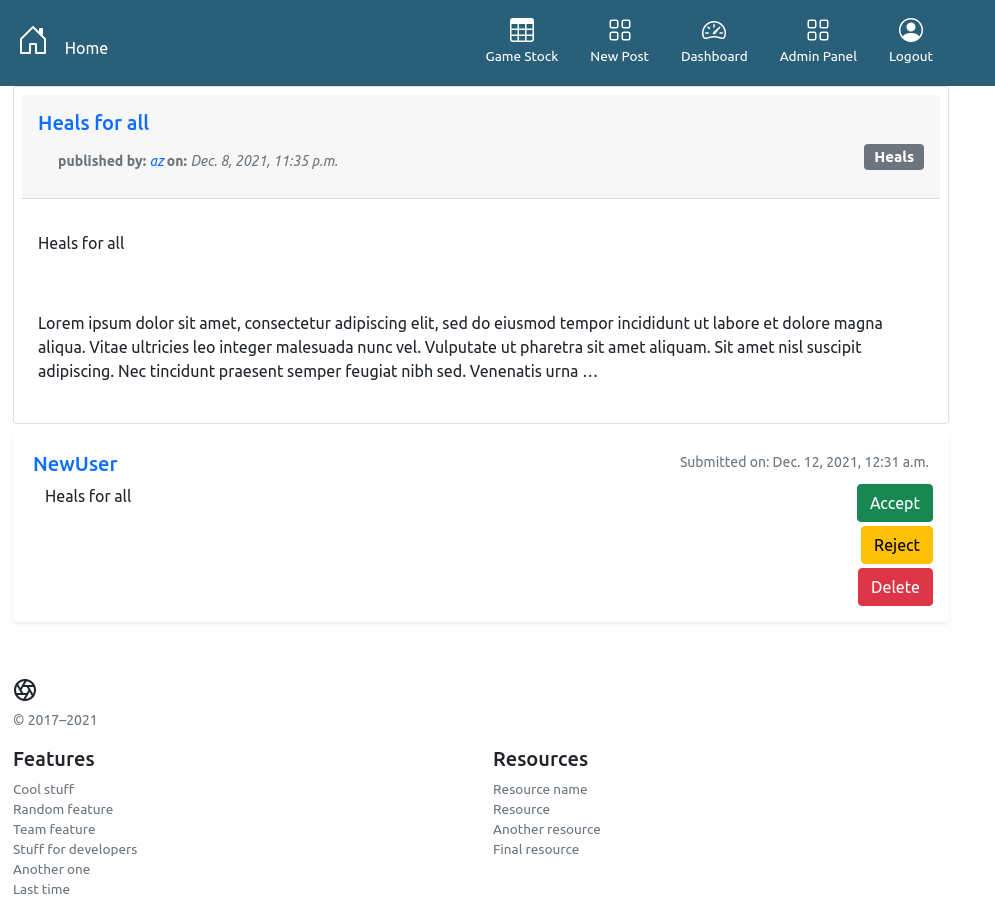 Home
Game Stock
New Post
Dashboard
Admin Panel
Logout
Heals for all
published by: az on: Dec. 8, 2021, 11:35 p.m.
Heals
Heals for all
Lorem ipsum dolor sit amet, consectetur adipiscing elit, sed do eiusmod tempor incididunt ut labore et dolore magna
aliqua. Vitae ultricies leo integer malesuada nunc vel. Vulputate ut pharetra sit amet aliquam. Sit amet nisl suscipit
adipiscing. Nec tincidunt praesent semper feugiat nibh sed. Venenatis urna …
NewUser
Submitted on: Dec. 12, 2021, 12:31 a.m.
Heals for all
Accept
Reject
Delete
© 2017–2021
Features
Cool stuff
Random feature
Team feature
Stuff for developers
Another one
Last time
Resources
Resource name
Resource
Another resource
Final resource